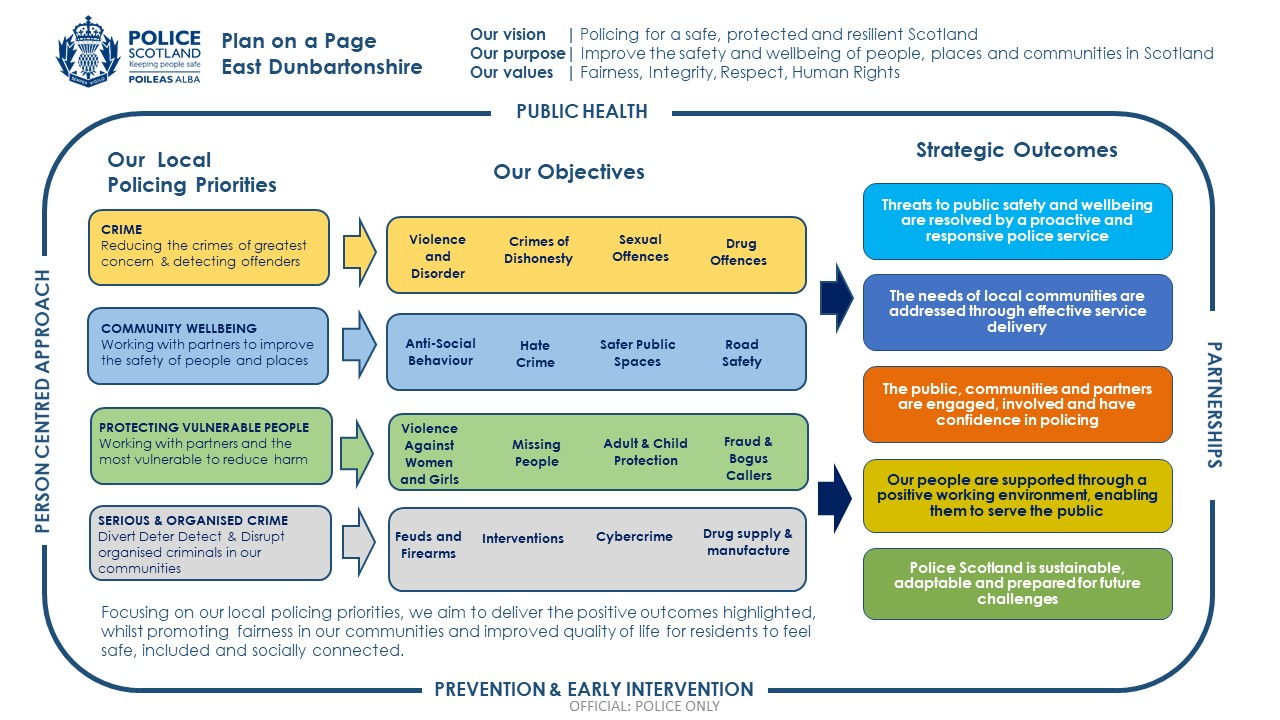 POLICE
SCOTLAND
Keeping people safe
POILEAS ALBA
SEMPER VIGILO
Plan on a Page
East Dunbartonshire
Our vision | Policing for a safe, protected and resilient Scotland
Our purpose | Improve the safety and wellbeing of people, places and communities in Scotland
Our values | Fairness, Integrity, Respect, Human Rights
PUBLIC HEALTH
PERSON CENTRED APPROACH
Our Local
Policing Priorities
Our Objectives
Strategic Outcomes
CRIME
Reducing the crimes of greatest
concern & detecting offenders
Violence
and
Disorder
Crimes of
Dishonesty
Sexual
Offences
Drug
Offences
COMMUNITY WELLBEING
Working with partners to improve
the safety of people and places
Anti-Social
Behaviour
Hate
Crime
Safer Public
Spaces
Road
Safety
PROTECTING VULNERABLE PEOPLE
Working with partners and the
most vulnerable to reduce harm
Violence
Against
Women
and Girls
Missing
People
Adult & Child
Protection
Fraud &
Bogus
Callers
SERIOUS & ORGANISED CRIME
Divert Deter Detect & Disrupt
organised criminals in our
communities
Feuds and
Firearms
Interventions
Cybercrime
Drug supply &
manufacture
Threats to public safety and wellbeing
are resolved by a proactive and
responsive police service
The needs of local communities are
addressed through effective service
delivery
The public, communities and partners
are engaged, involved and have
confidence in policing
Our people are supported through a
positive working environment, enabling
them to serve the public
Police Scotland is sustainable,
adaptable and prepared for future
challenges
PARTNERSHIPS
Focusing on our local policing priorities, we aim to deliver the positive outcomes highlighted,
whilst promoting fairness in our communities and improved quality of life for residents to feel
safe, included and socially connected.
PREVENTION & EARLY INTERVENTION
OFFICIAL: POLICE ONLY